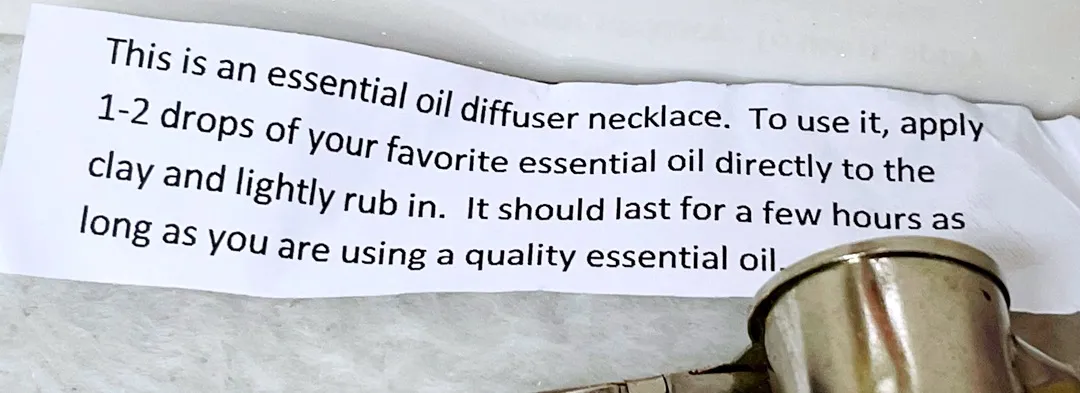 This is an essential oil diffuser necklace. To use it, apply
1-2 drops of your favorite essential oil directly to the
clay and lightly rub in. It should last for a few hours as
long as you are using a quality essential oil.